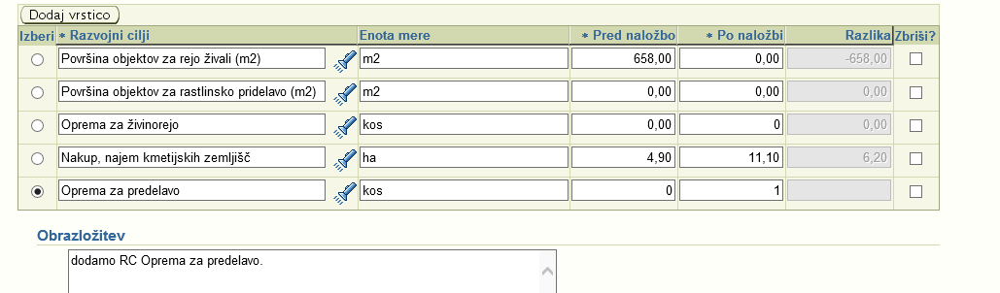 Dodaj vrstico
Izberi * Razvojni cilji Enota mere * Pred naložbo * Po naložbi Razlika Zbriši?
Površina objektov za rejo živali (m2) m2 658,00 0,00 -658,00
Površina objektov za rastlinsko pridelavo (m2) m2 0,00 0,00 0,00
Oprema za živinorejo kos 0,00 0 0,00
Nakup, najem kmetijskih zemljišč ha 4,90 11,10 6,20
Oprema za predelavo kos 0 1
Obrazložitev
dodamo RC Oprema za predelavo.